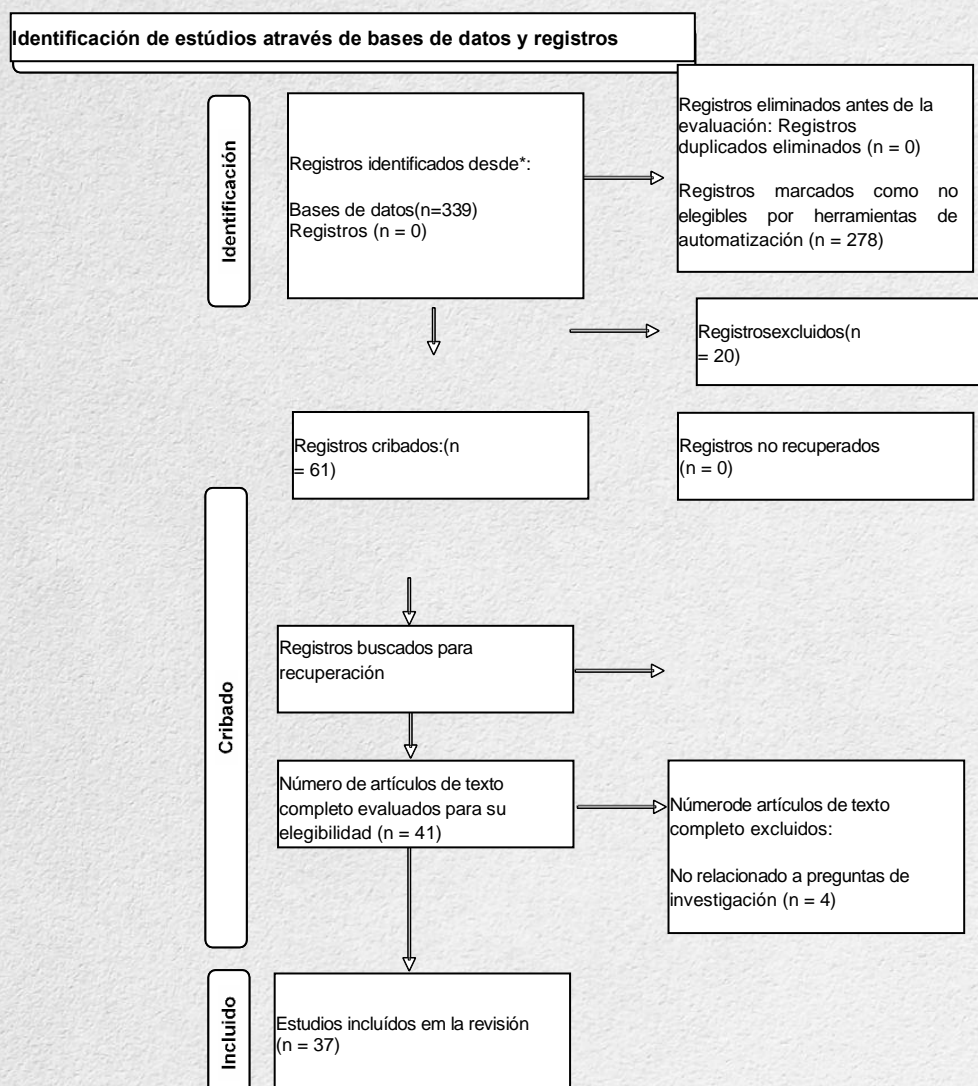 Identificación de estúdios através de bases de datos y registros
Identificación
Registros identificados desde*:
Bases de datos(n=339)
Registros (n = 0)
Registros eliminados antes de la
evaluación: Registros
duplicados eliminados (n = 0)
Registros marcados como no
elegibles por herramientas de
automatización (n = 278)
Registrosexcluidos(n
= 20)
Registros cribados:(n
= 61)
Registros no recuperados
(n = 0)
Cribado
Registros buscados para
recuperación
Número de artículos de texto
completo evaluados para su
elegibilidad (n = 41)
Númerode artículos de texto
completo excluidos:
No relacionado a preguntas de
investigación (n = 4)
Incluido
Estudios incluídos em la revisión
(n = 37)